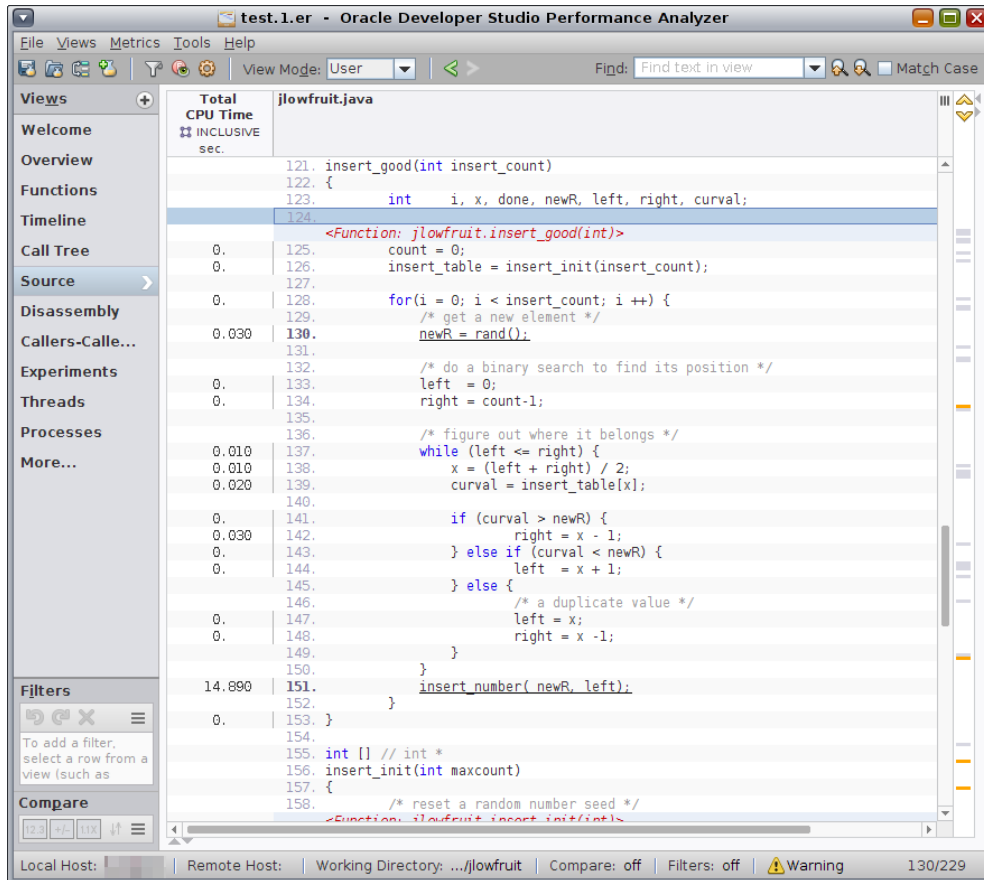 test.1.er - Oracle Developer Studio Performance Analyzer
File Views Metrics Tools Help
View Mode: User Find: Find text in view Match Case
Views
Welcome
Overview
Functions
Timeline
Call Tree
Source
Disassembly
Callers-Calle...
Experiments
Threads
Processes
More...
Filters
To add a filter,
select a row from a
view (such as
Compare
12.3 +/- 1.1X
Total
CPU Time
INCLUSIVE
sec.
jlowfruit.java
121. insert_good(int insert_count)
122. {
123. int i, x, done, newR, left, right, curval;
124.
<Function: jlowfruit.insert_good(int)>
0. 125. count = 0;
0. 126. insert_table = insert_init(insert_count);
127.
0. 128. for(i = 0; i < insert_count; i ++) {
129. /* get a new element */
0.030 130. newR = rand();
131.
132. /* do a binary search to find its position */
0. 133. left = 0;
0. 134. right = count-1;
135.
136. /* figure out where it belongs */
0.010 137. while (left <= right) {
0.010 138. x = (left + right) / 2;
0.020 139. curval = insert_table[x];
140.
0. 141. if (curval > newR) {
0.030 142. right = x - 1;
0. 143. } else if (curval < newR) {
0. 144. left = x + 1;
145. } else {
146. /* a duplicate value */
0. 147. left = x;
0. 148. right = x -1;
149. }
150. }
14.890 151. insert_number( newR, left);
152. }
0. 153. }
154.
155. int [] // int *
156. insert_init(int maxcount)
157. {
158. /* reset a random number seed */
<Function: jlowfruit.insert_init(int)>
Local Host: Remote Host: Working Directory: .../jlowfruit Compare: off Filters: off Warning 130/229